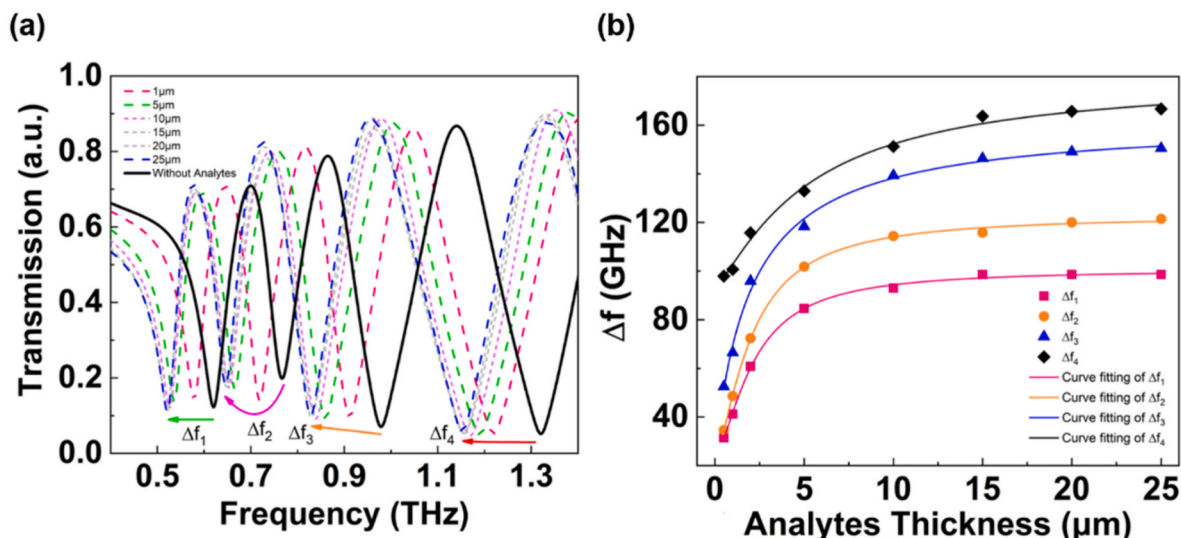 (a)
1.0
0.8
0.6
0.4
0.2
0.0
Transmission (a.u.)
1μm
5μm
10μm
15μm
20μm
25μm
Without Analytes
Δf₁
Δf₂
Δf₃
Δf₄
0.5
0.7
0.9
1.1
1.3
Frequency (THz)
(b)
160
120
80
40
Δf (GHz)
Δf₁
Δf₂
Δf₃
Δf₄
Curve fitting of Δf₁
Curve fitting of Δf₂
Curve fitting of Δf₃
Curve fitting of Δf₄
0
5
10
15
20
25
Analytes Thickness (μm)